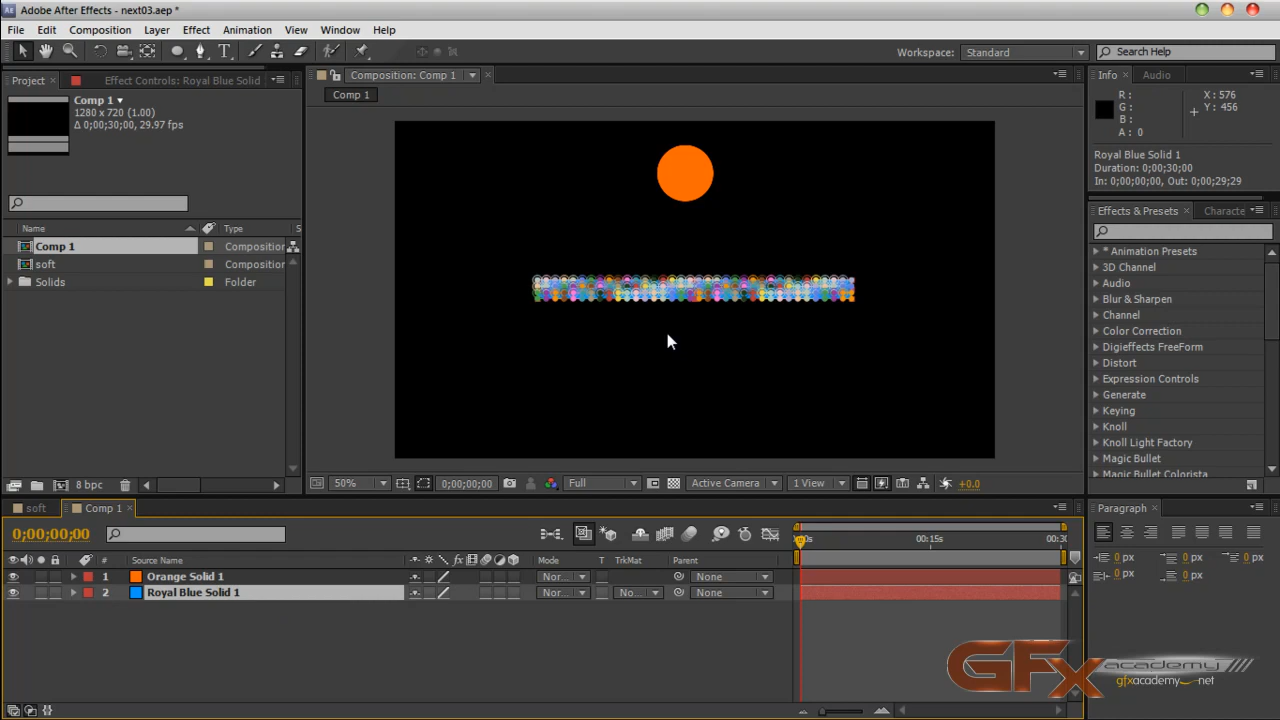 Adobe After Effects - next03.aep *
File Edit Composition Layer Effect Animation View Window Help
Workspace: Standard Search Help
Project Effect Controls: Royal Blue Solid
Composition: Comp 1
Info Audio
Comp 1
1280 x 720 (1.00)
Δ 0;00;30;00, 29.97 fps
Comp 1
R :
G :
B :
A : 0
X : 576
Y : 456
Royal Blue Solid 1
Duration: 0;00;30;00
In: 0;00;00;00, Out: 0;00;29;29
Effects & Presets Characte
Name Type S
Comp 1 Composition
soft Composition
Solids Folder
* Animation Presets
3D Channel
Audio
Blur & Sharpen
Channel
Color Correction
Digieffects FreeForm
Distort
Expression Controls
Generate
Keying
Knoll
Knoll Light Factory
Magic Bullet
Magic Bullet Colorista
8 bpc
50% 0;00;00;00 Full Active Camera 1 View +0.0
soft Comp 1
Paragraph
0;00;00;00
0s 00:15s 00:30
# Source Name fx Mode T TrkMat Parent
1 Orange Solid 1 Nor... None
2 Royal Blue Solid 1 Nor... No... None
0 px 0 px 0 px
0 px 0 px
GFX academy
gfxacademy.net